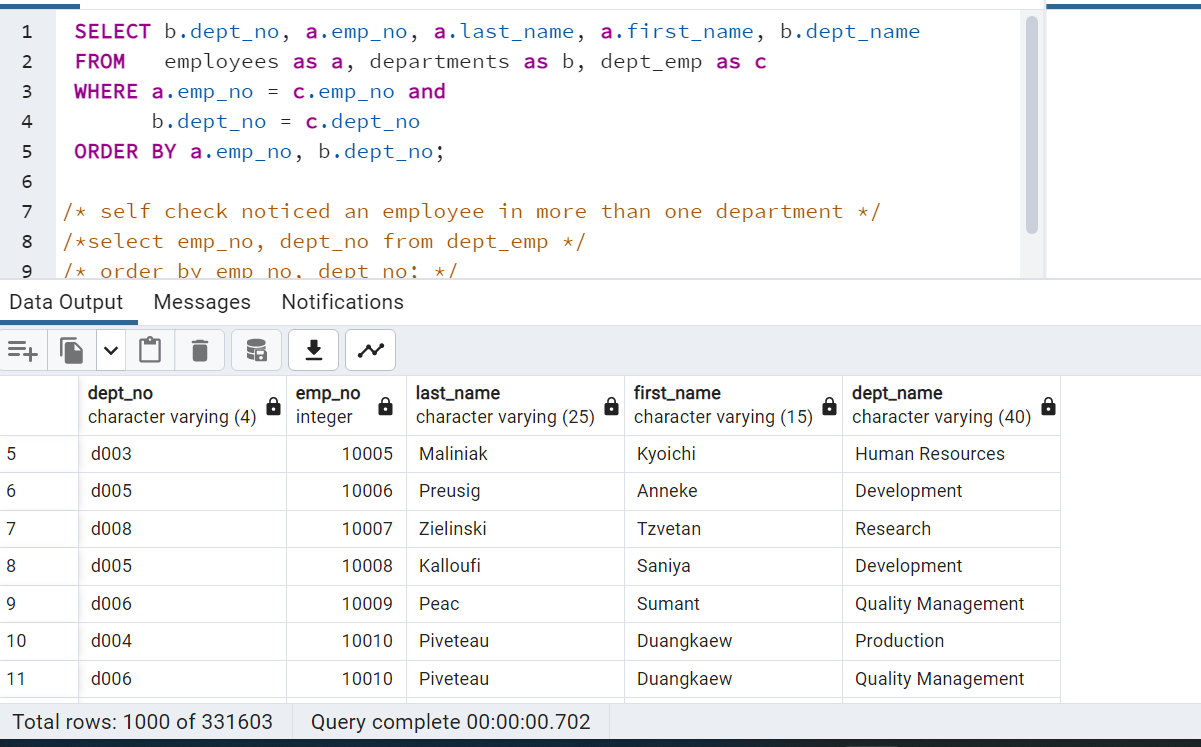 1 SELECT b.dept_no, a.emp_no, a.last_name, a.first_name, b.dept_name
2 FROM employees as a, departments as b, dept_emp as c
3 WHERE a.emp_no = c.emp_no and
4 b.dept_no = c.dept_no
5 ORDER BY a.emp_no, b.dept_no;
6
7 /* self check noticed an employee in more than one department */
8 /*select emp_no, dept_no from dept_emp */
9 /* order by emp_no, dept_no; */
Data Output Messages Notifications
dept_no emp_no last_name first_name dept_name
character varying (4) integer character varying (25) character varying (15) character varying (40)
5 d003 10005 Maliniak Kyoichi Human Resources
6 d005 10006 Preusig Anneke Development
7 d008 10007 Zielinski Tzvetan Research
8 d005 10008 Kalloufi Saniya Development
9 d006 10009 Peac Sumant Quality Management
10 d004 10010 Piveteau Duangkaew Production
11 d006 10010 Piveteau Duangkaew Quality Management
Total rows: 1000 of 331603 Query complete 00:00:00.702